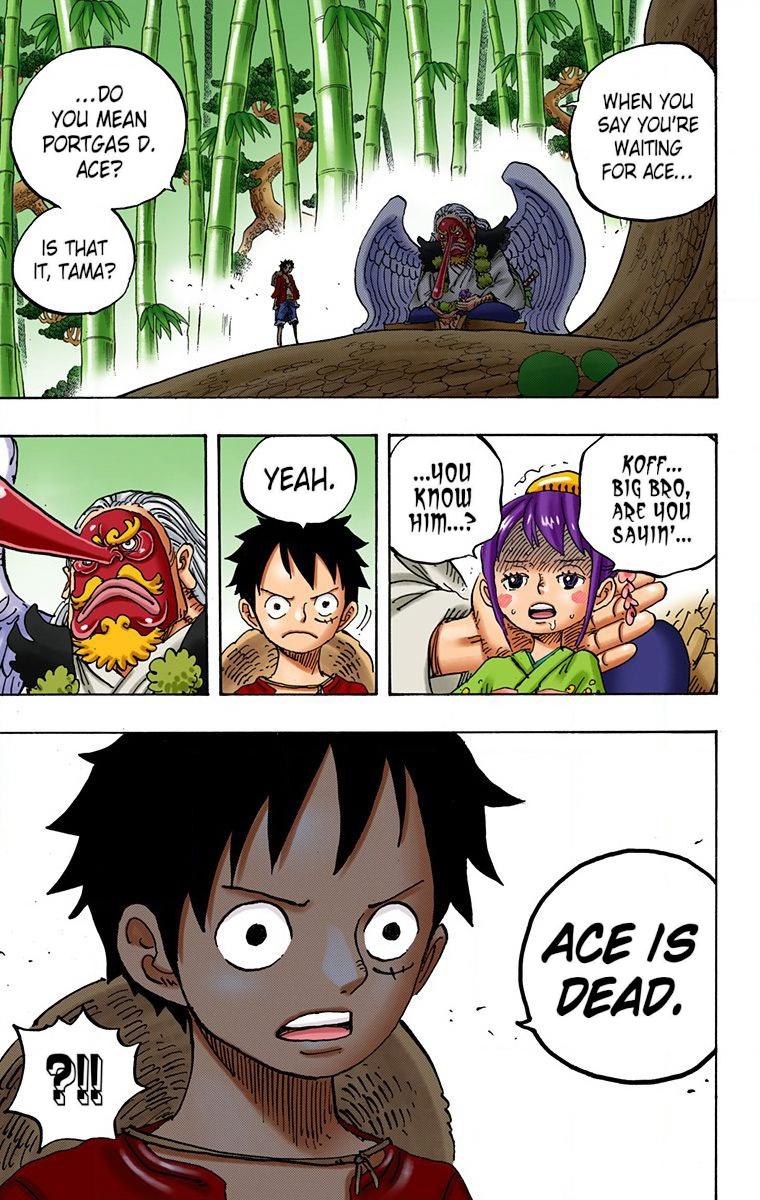 WHEN YOU
SAY YOU'RE
WAITING
FOR ACE...
...DO
YOU MEAN
PORTGAS D.
ACE?
IS THAT
IT, TAMA?
KOFF...
BIG BRO,
ARE YOU
SAYIN'...
...YOU
KNOW
HIM...?
YEAH.
ACE IS
DEAD.
?!!